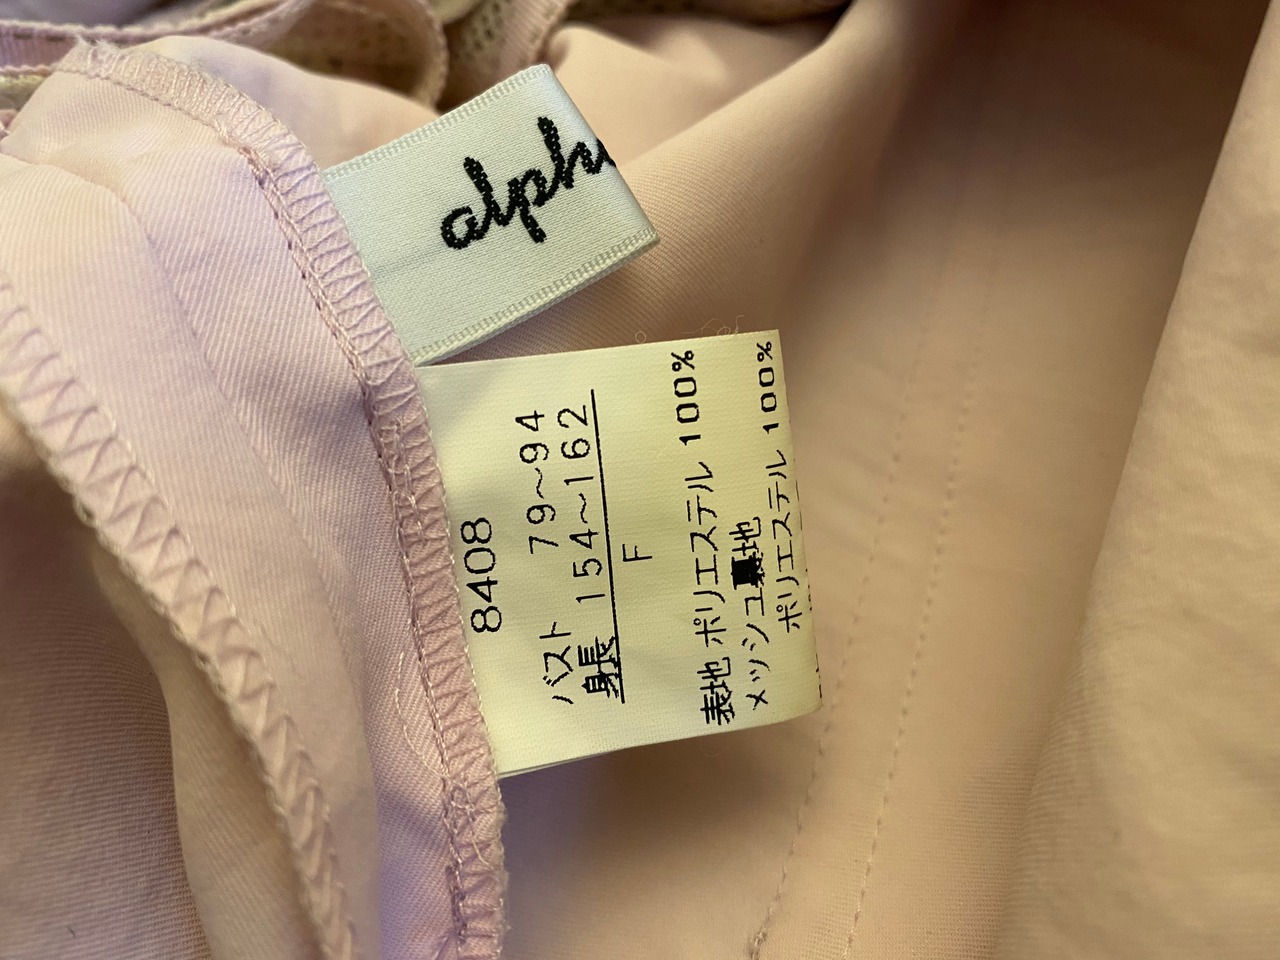 alph
8408
バスト 79~94
身長 154~162
F
表地 ポリエステル 100%
メッシュ裏地
ポリエステル 100%